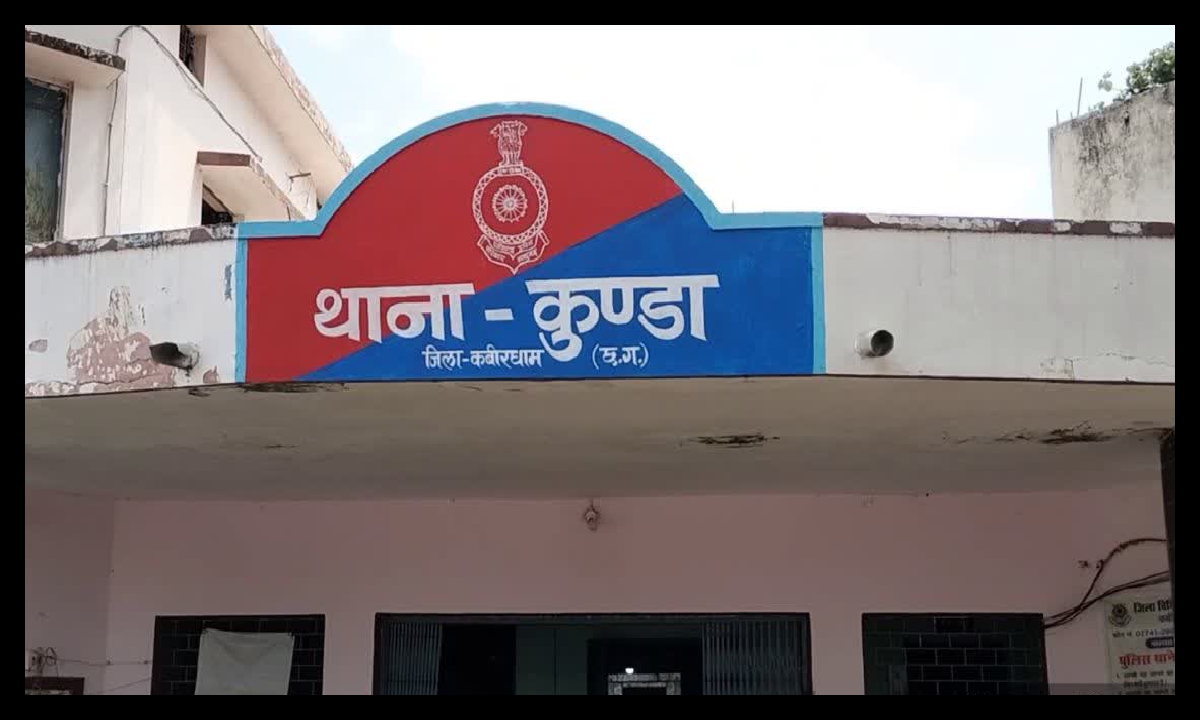 थाना - कुण्डा
जिला-कबीरधाम (छ.ग.)
जिला
पुलिस थाने